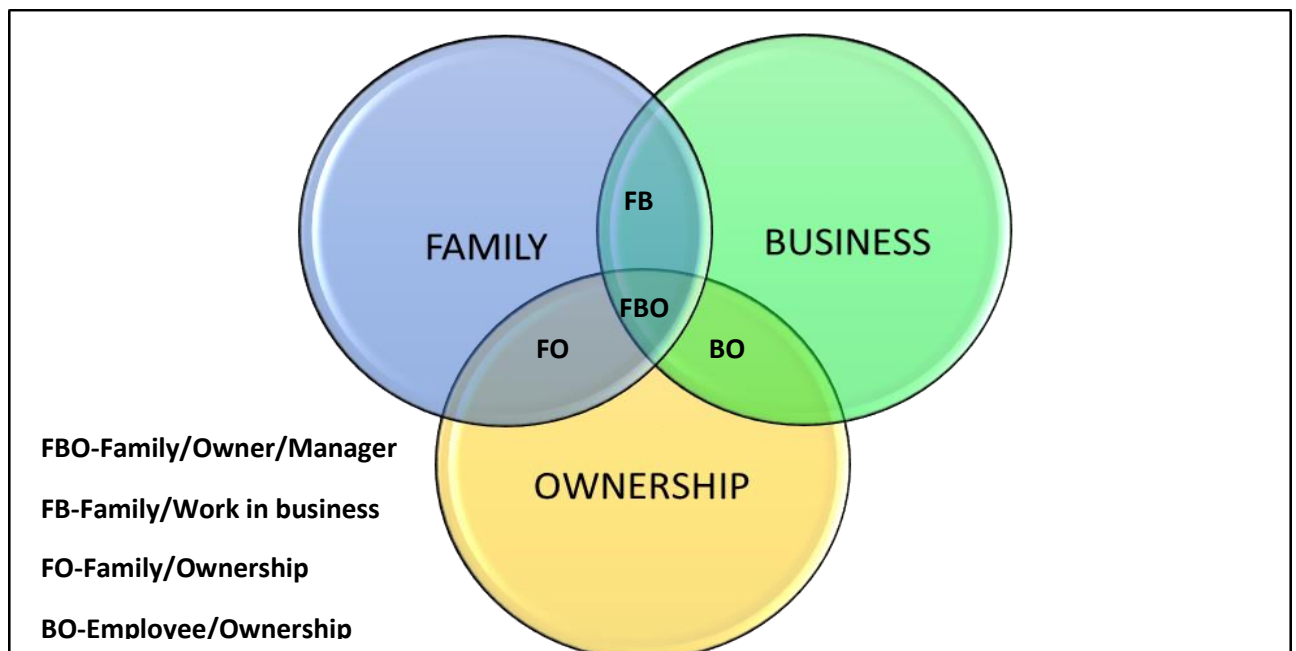 FB
FAMILY
BUSINESS
FBO
FO
BO
FBO-Family/Owner/Manager
OWNERSHIP
FB-Family/Work in business
FO-Family/Ownership
BO-Employee/Ownership